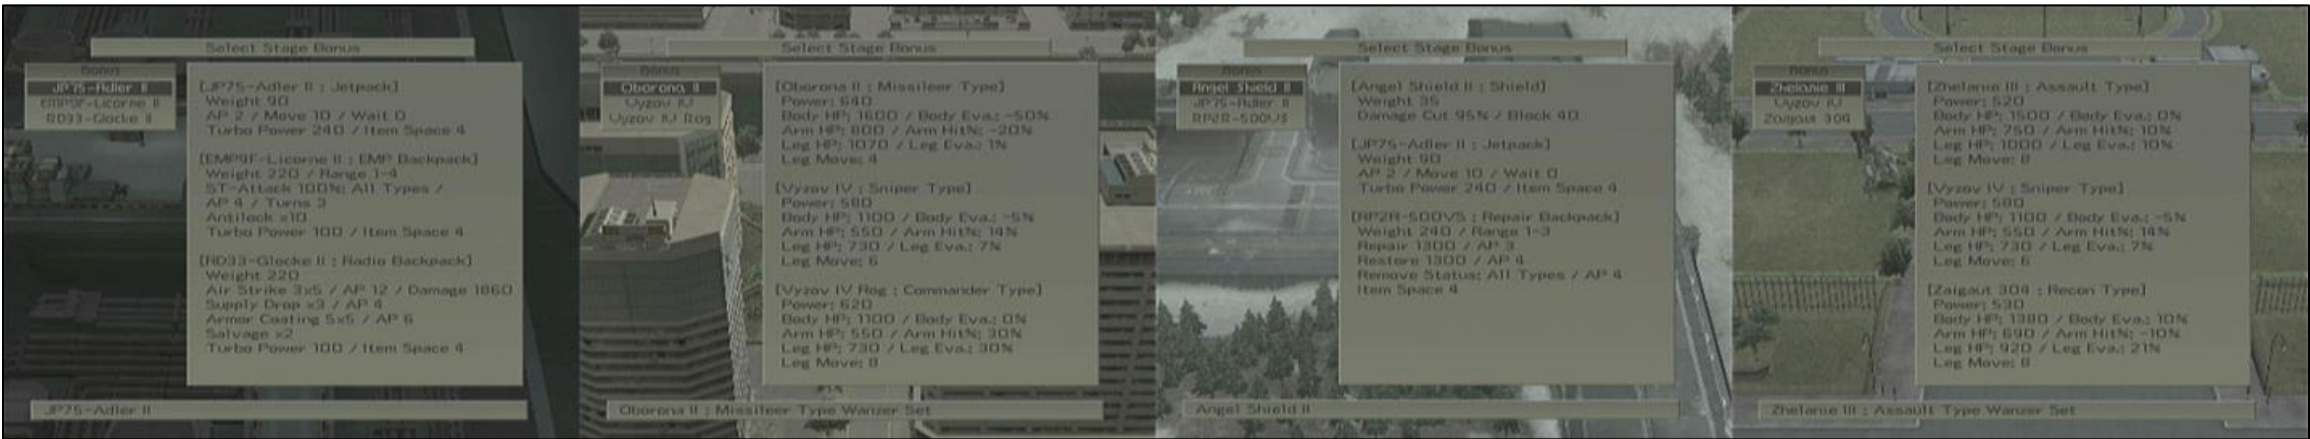 Select Stage Bonus
Bonus
JP75-Adler II
EMP9F-Licorne II
RD33-Glocke II
[JP75-Adler II : Jetpack]
Weight 90
AP 2 / Move 10 / Wait 0
Turbo Power 240 / Item Space 4
[EMP9F-Licorne II : EMP Backpack]
Weight 220 / Range 1-4
ST-Attack 100%: All Types /
AP 4 / Turns 3
Antilock x10
Turbo Power 100 / Item Space 4
[RD33-Glocke II : Radio Backpack]
Weight 220
Air Strike 3x5 / AP 12 / Damage 1860
Supply Drop x3 / AP 4
Armor Coating 5x5 / AP 6
Salvage x2
Turbo Power 100 / Item Space 4
JP75-Adler II
Select Stage Bonus
Bonus
Oborona II
Vyzov IV
Vyzov IV Rog
[Oborona II : Missileer Type]
Power: 640
Body HP: 1600 / Body Eva.: -50%
Arm HP: 800 / Arm Hit%: -20%
Leg HP: 1070 / Leg Eva.: 1%
Leg Move: 4
[Vyzov IV : Sniper Type]
Power: 580
Body HP: 1100 / Body Eva.: -5%
Arm HP: 550 / Arm Hit%: 14%
Leg HP: 730 / Leg Eva.: 7%
Leg Move: 6
[Vyzov IV Rog : Commander Type]
Power: 620
Body HP: 1100 / Body Eva.: 0%
Arm HP: 550 / Arm Hit%: 30%
Leg HP: 730 / Leg Eva.: 30%
Leg Move: 8
Oborona II : Missileer Type Wanzer Set
Select Stage Bonus
Bonus
Angel Shield II
JP75-Adler II
RP2R-500VS
[Angel Shield II : Shield]
Weight 35
Damage Cut 95% / Block 40
[JP75-Adler II : Jetpack]
Weight 90
AP 2 / Move 10 / Wait 0
Turbo Power 240 / Item Space 4
[RP2R-500VS : Repair Backpack]
Weight 240 / Range 1-3
Repair 1300 / AP 3
Restore 1300 / AP 4
Remove Status: All Types / AP 4
Item Space 4
Angel Shield II
Select Stage Bonus
Bonus
Zhelanie III
Vyzov IV
Zaigaut 304
[Zhelanie III : Assault Type]
Power: 520
Body HP: 1500 / Body Eva.: 0%
Arm HP: 750 / Arm Hit%: 10%
Leg HP: 1000 / Leg Eva.: 10%
Leg Move: 8
[Vyzov IV : Sniper Type]
Power: 580
Body HP: 1100 / Body Eva.: -5%
Arm HP: 550 / Arm Hit%: 14%
Leg HP: 730 / Leg Eva.: 7%
Leg Move: 6
[Zaigaut 304 : Recon Type]
Power: 530
Body HP: 1380 / Body Eva.: 10%
Arm HP: 690 / Arm Hit%: -10%
Leg HP: 920 / Leg Eva.: 21%
Leg Move: 8
Zhelanie III : Assault Type Wanzer Set